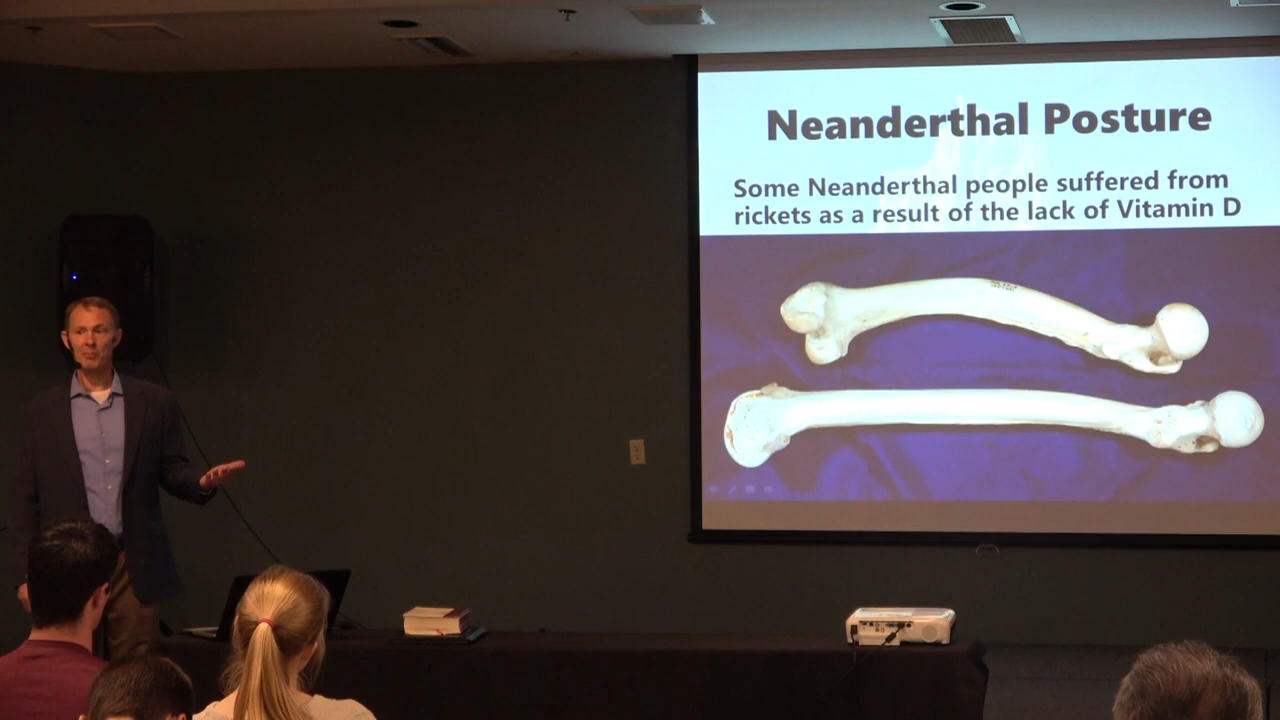 Neanderthal Posture
Some Neanderthal people suffered from
rickets as a result of the lack of Vitamin D